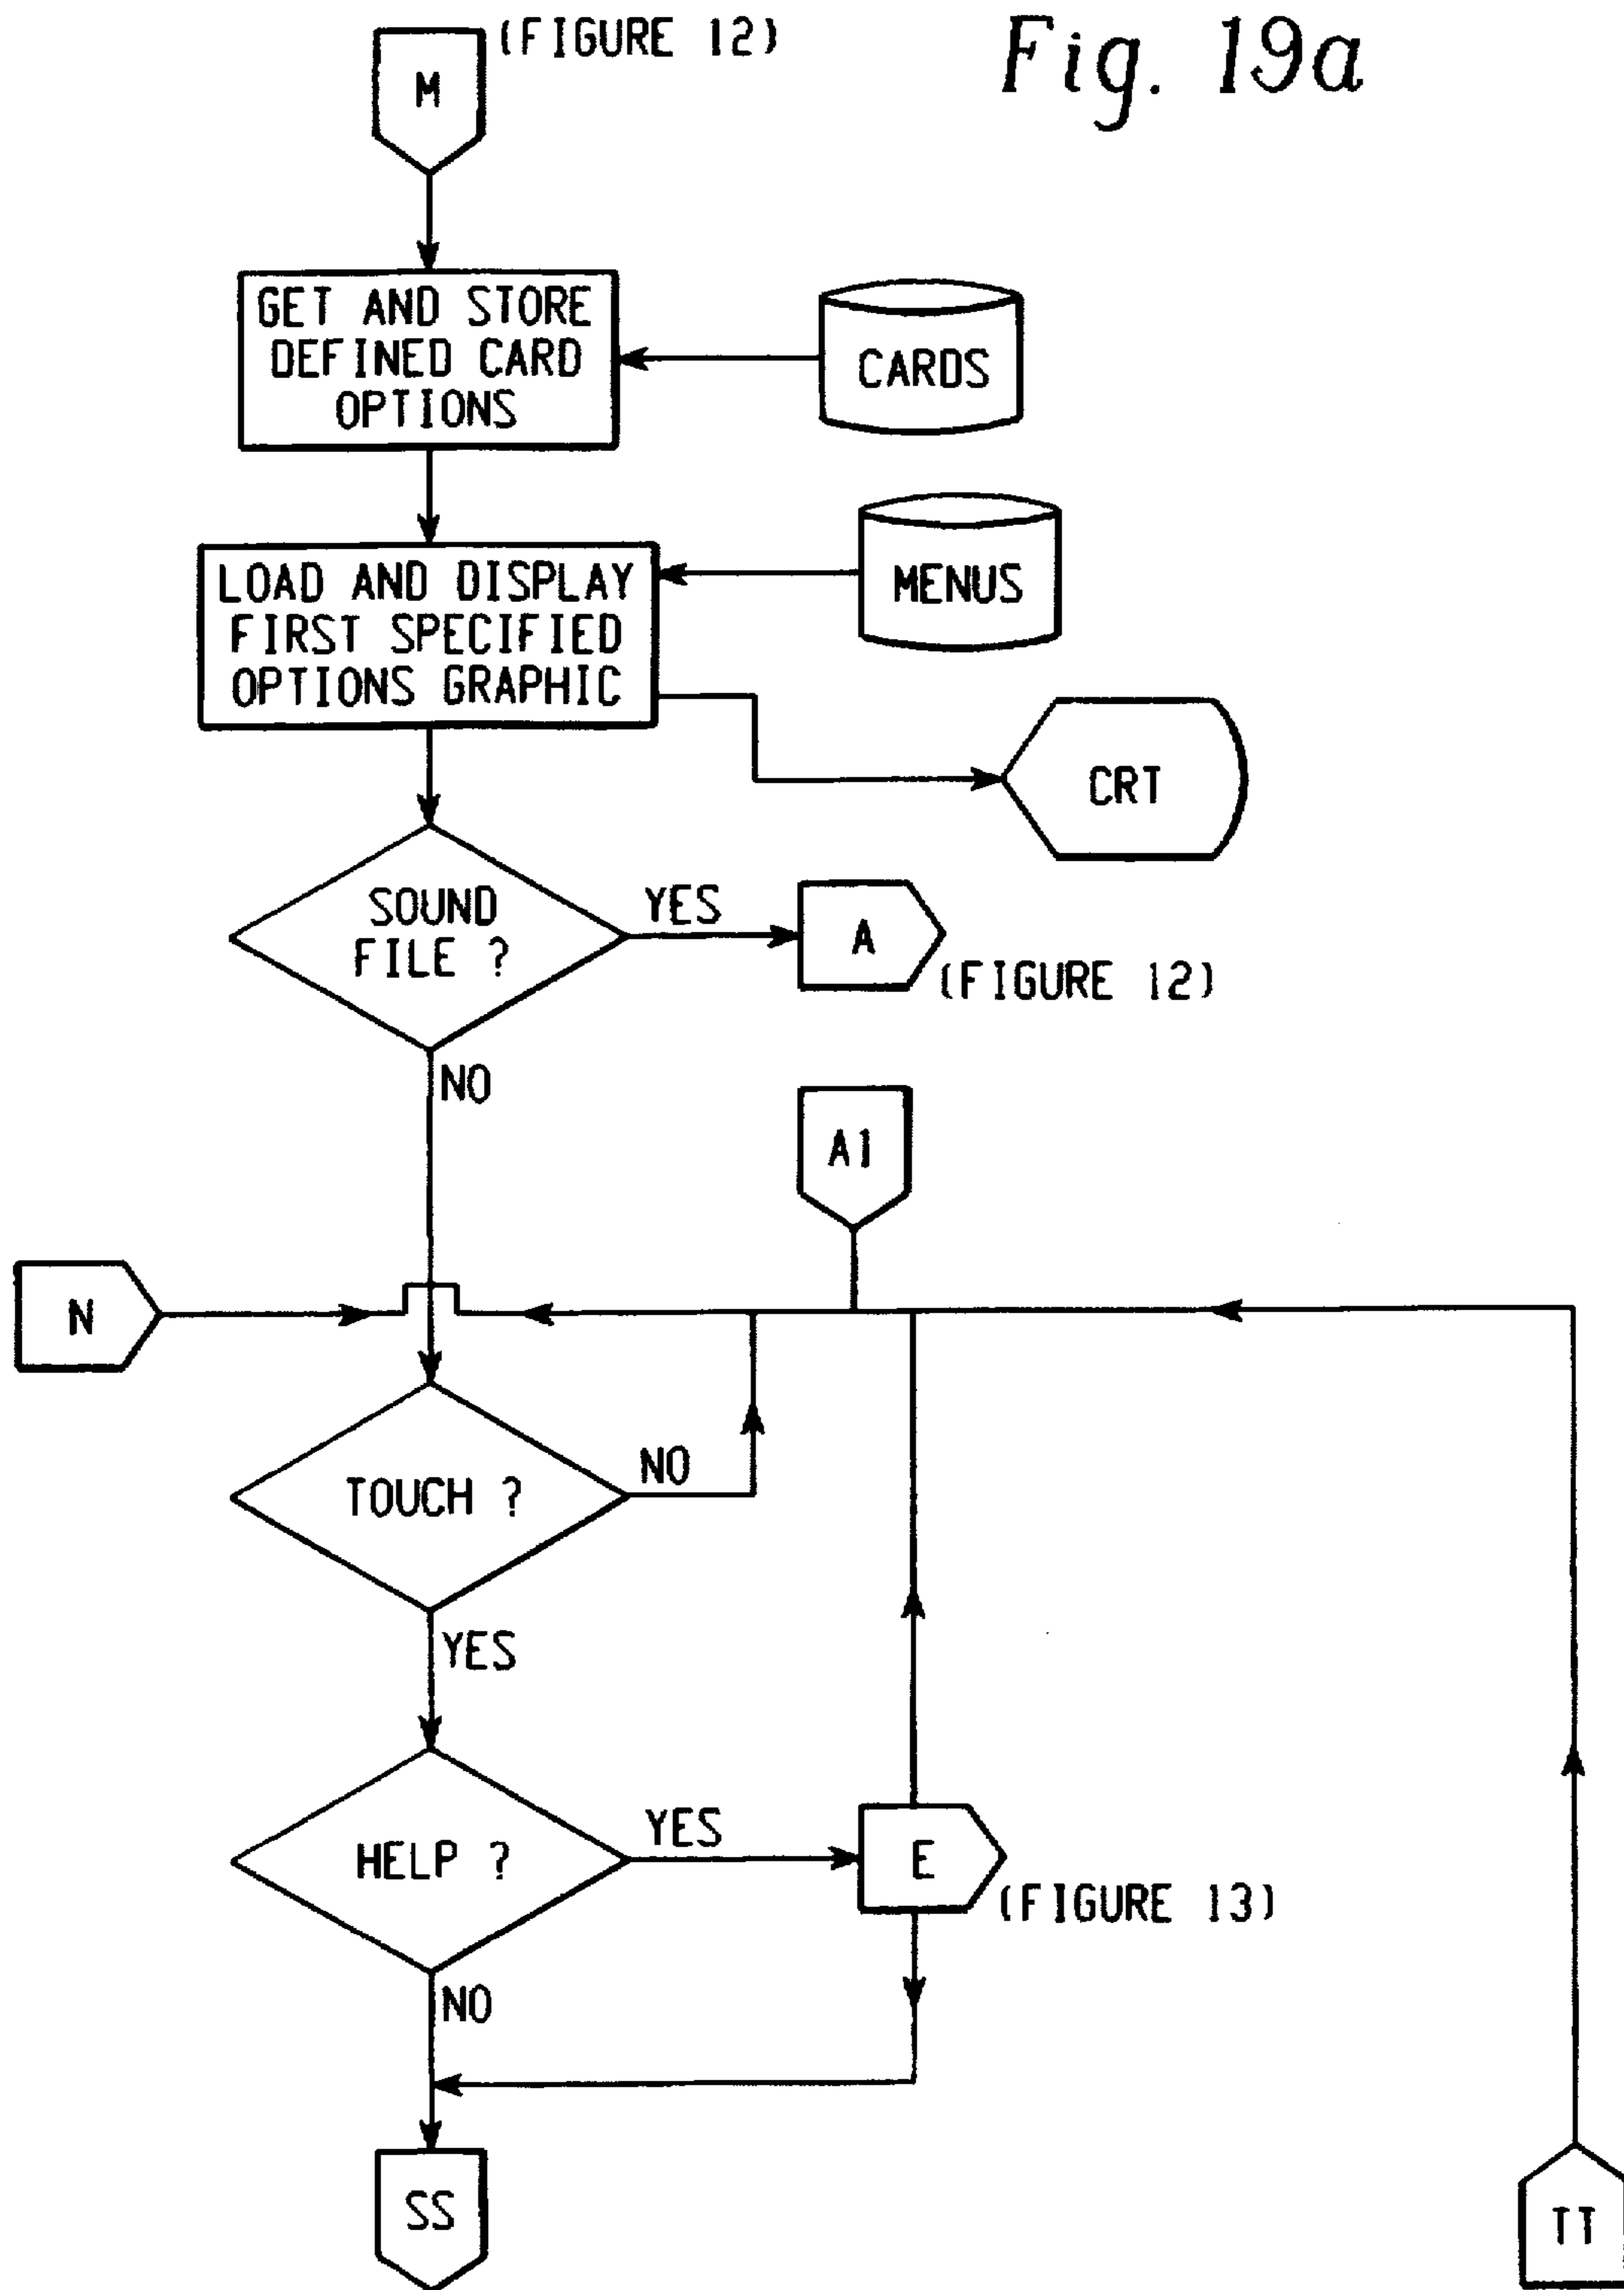 (FIGURE 12)
Fig. 19a
M
GET AND STORE
DEFINED CARD
OPTIONS
CARDS
LOAD AND DISPLAY
FIRST SPECIFIED
OPTIONS GRAPHIC
MENUS
CRT
SOUND
FILE ?
YES
A
(FIGURE 12)
NO
A1
N
TOUCH ?
NO
YES
HELP ?
YES
E
(FIGURE 13)
NO
SS
TT